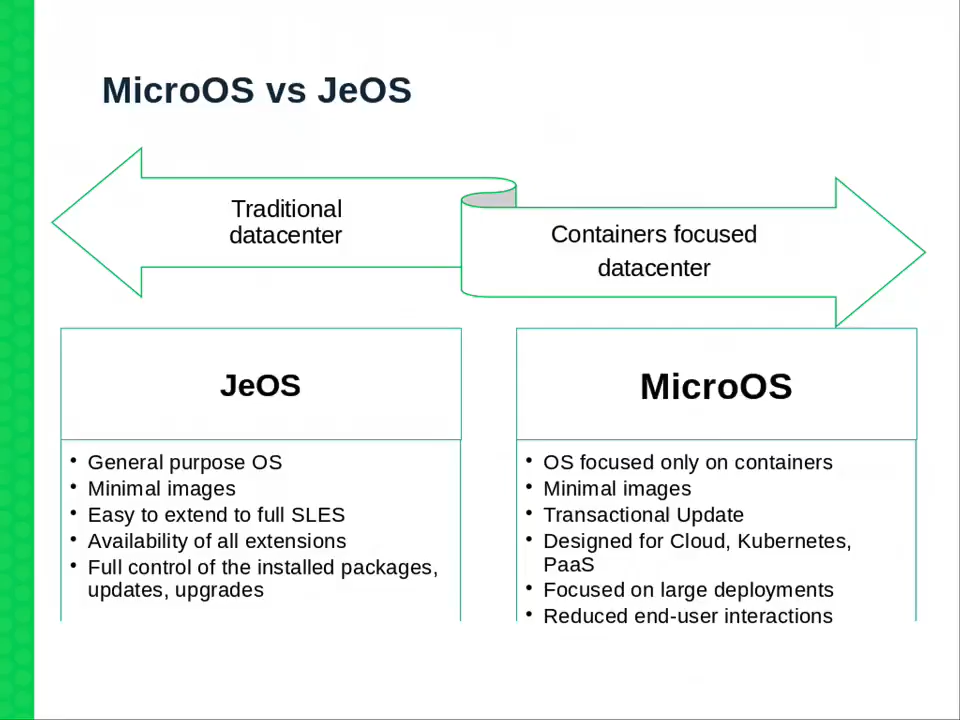 MicroOS vs JeOS
Traditional
datacenter
Containers focused
datacenter
JeOS
• General purpose OS
• Minimal images
• Easy to extend to full SLES
• Availability of all extensions
• Full control of the installed packages,
updates, upgrades
MicroOS
• OS focused only on containers
• Minimal images
• Transactional Update
• Designed for Cloud, Kubernetes,
PaaS
• Focused on large deployments
• Reduced end-user interactions